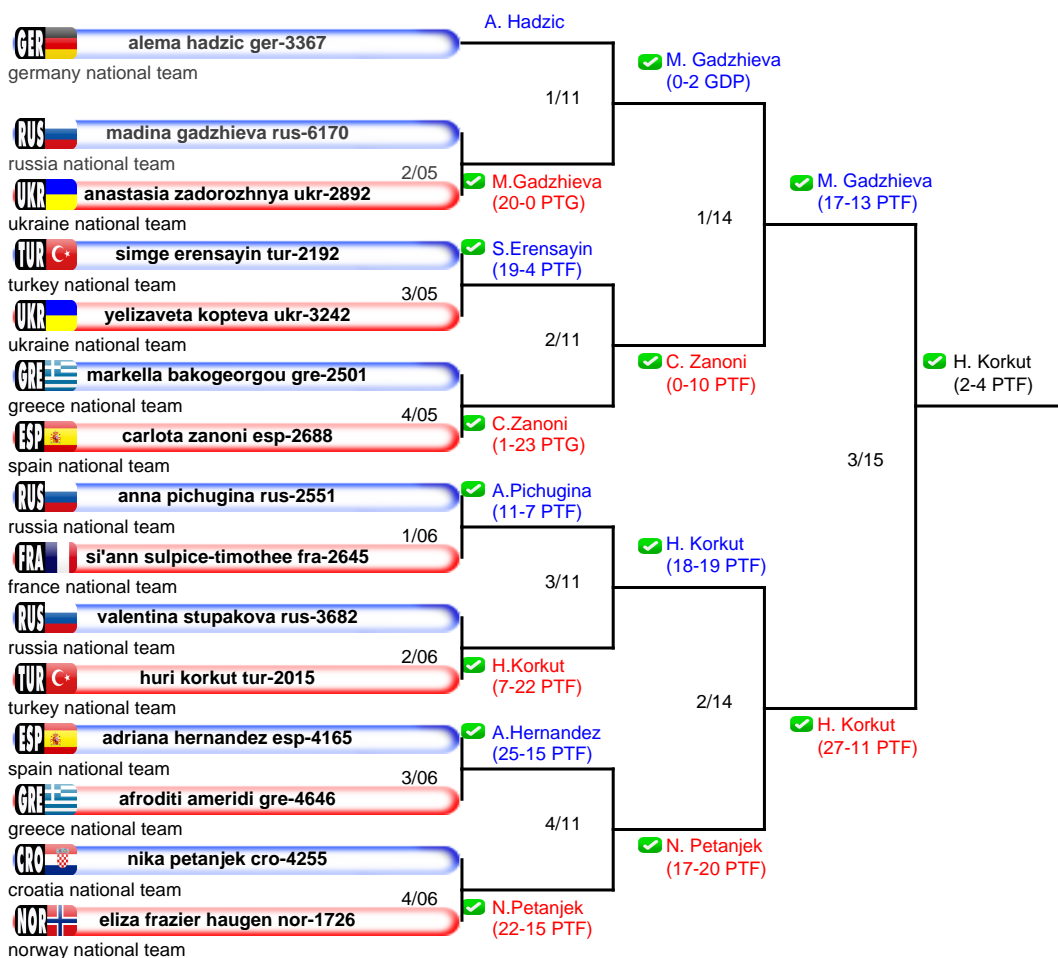 A. Hadzic
GER alema hadzic ger-3367
germany national team
M. Gadzhieva
(0-2 GDP)
1/11
RUS madina gadzhieva rus-6170
russia national team
2/05
M.Gadzhieva
(20-0 PTG)
UKR anastasia zadorozhnya ukr-2892
ukraine national team
M. Gadzhieva
(17-13 PTF)
1/14
TUR simge erensayin tur-2192
turkey national team
S.Erensayin
(19-4 PTF)
3/05
UKR yelizaveta kopteva ukr-3242
ukraine national team
2/11
C. Zanoni
(0-10 PTF)
GRE markella bakogeorgou gre-2501
greece national team
H. Korkut
(2-4 PTF)
4/05
C.Zanoni
(1-23 PTG)
ESP carlota zanoni esp-2688
spain national team
3/15
RUS anna pichugina rus-2551
russia national team
A.Pichugina
(11-7 PTF)
1/06
FRA si'ann sulpice-timothee fra-2645
france national team
H. Korkut
(18-19 PTF)
3/11
RUS valentina stupakova rus-3682
russia national team
2/06
H.Korkut
(7-22 PTF)
TUR huri korkut tur-2015
turkey national team
2/14
H. Korkut
(27-11 PTF)
ESP adriana hernandez esp-4165
spain national team
A.Hernandez
(25-15 PTF)
3/06
GRE afroditi ameridi gre-4646
greece national team
4/11
N. Petanjek
(17-20 PTF)
CRO nika petanjek cro-4255
croatia national team
4/06
N.Petanjek
(22-15 PTF)
NOR eliza frazier haugen nor-1726
norway national team